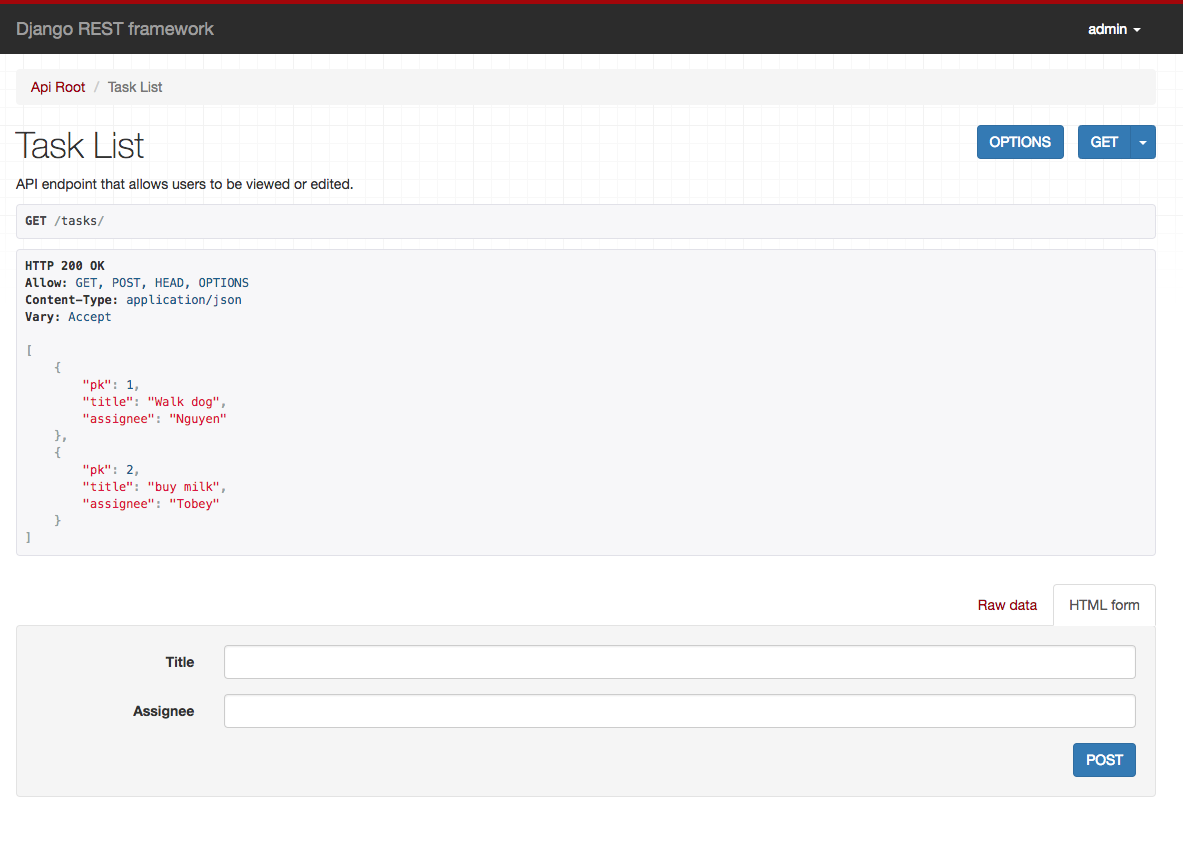 Django REST framework
admin
Api Root / Task List
Task List
OPTIONS
GET
API endpoint that allows users to be viewed or edited.
GET /tasks/
HTTP 200 OK
Allow: GET, POST, HEAD, OPTIONS
Content-Type: application/json
Vary: Accept
[
    {
        "pk": 1,
        "title": "Walk dog",
        "assignee": "Nguyen"
    },
    {
        "pk": 2,
        "title": "buy milk",
        "assignee": "Tobey"
    }
]
Raw data
HTML form
Title
Assignee
POST